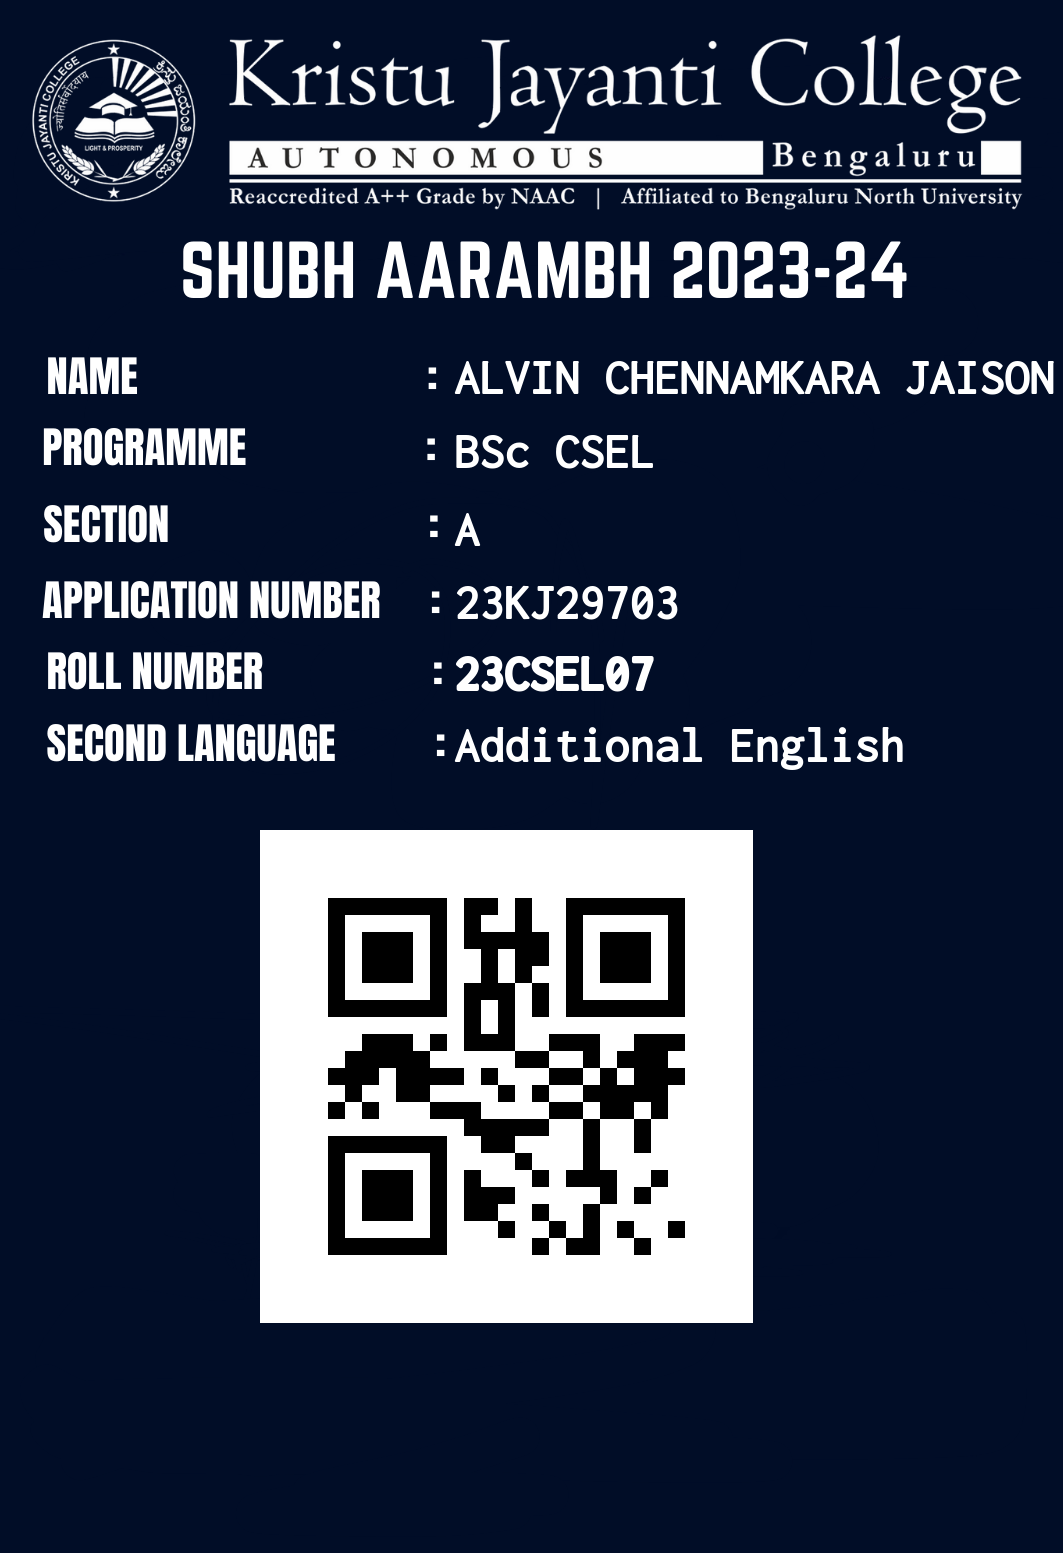 Kristu Jayanti College
AUTONOMOUS Bengaluru
Reaccredited A++ Grade by NAAC | Affiliated to Bengaluru North University
KRISTU JAYANTI COLLEGE
LIGHT & PROSPERITY
SHUBH AARAMBH 2023-24
NAME : ALVIN CHENNAMKARA JAISON
PROGRAMME : BSc CSEL
SECTION : A
APPLICATION NUMBER : 23KJ29703
ROLL NUMBER : 23CSEL07
SECOND LANGUAGE : Additional English